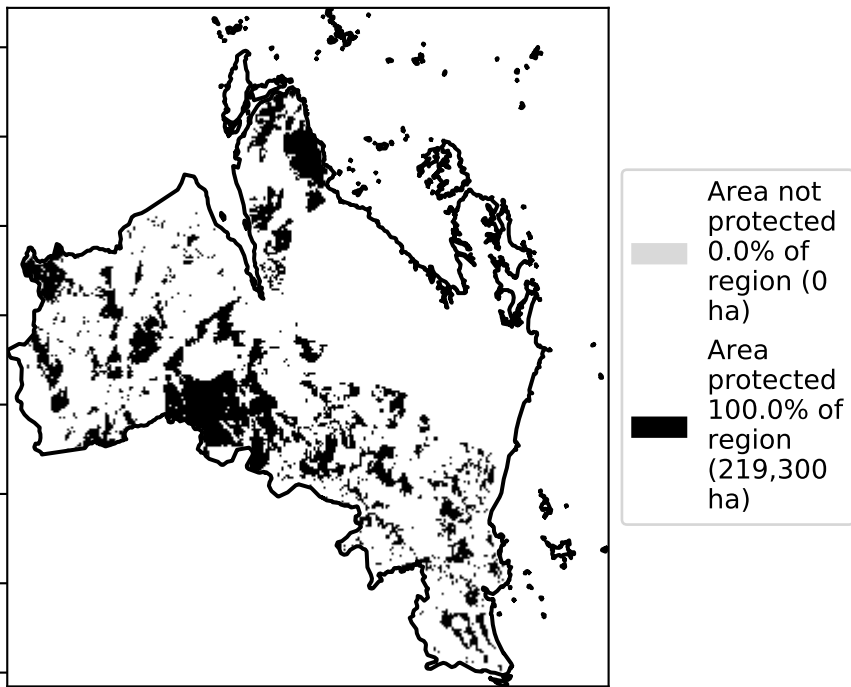 Area not
protected
0.0% of
region (0
ha)
Area
protected
100.0% of
region
(219,300
ha)